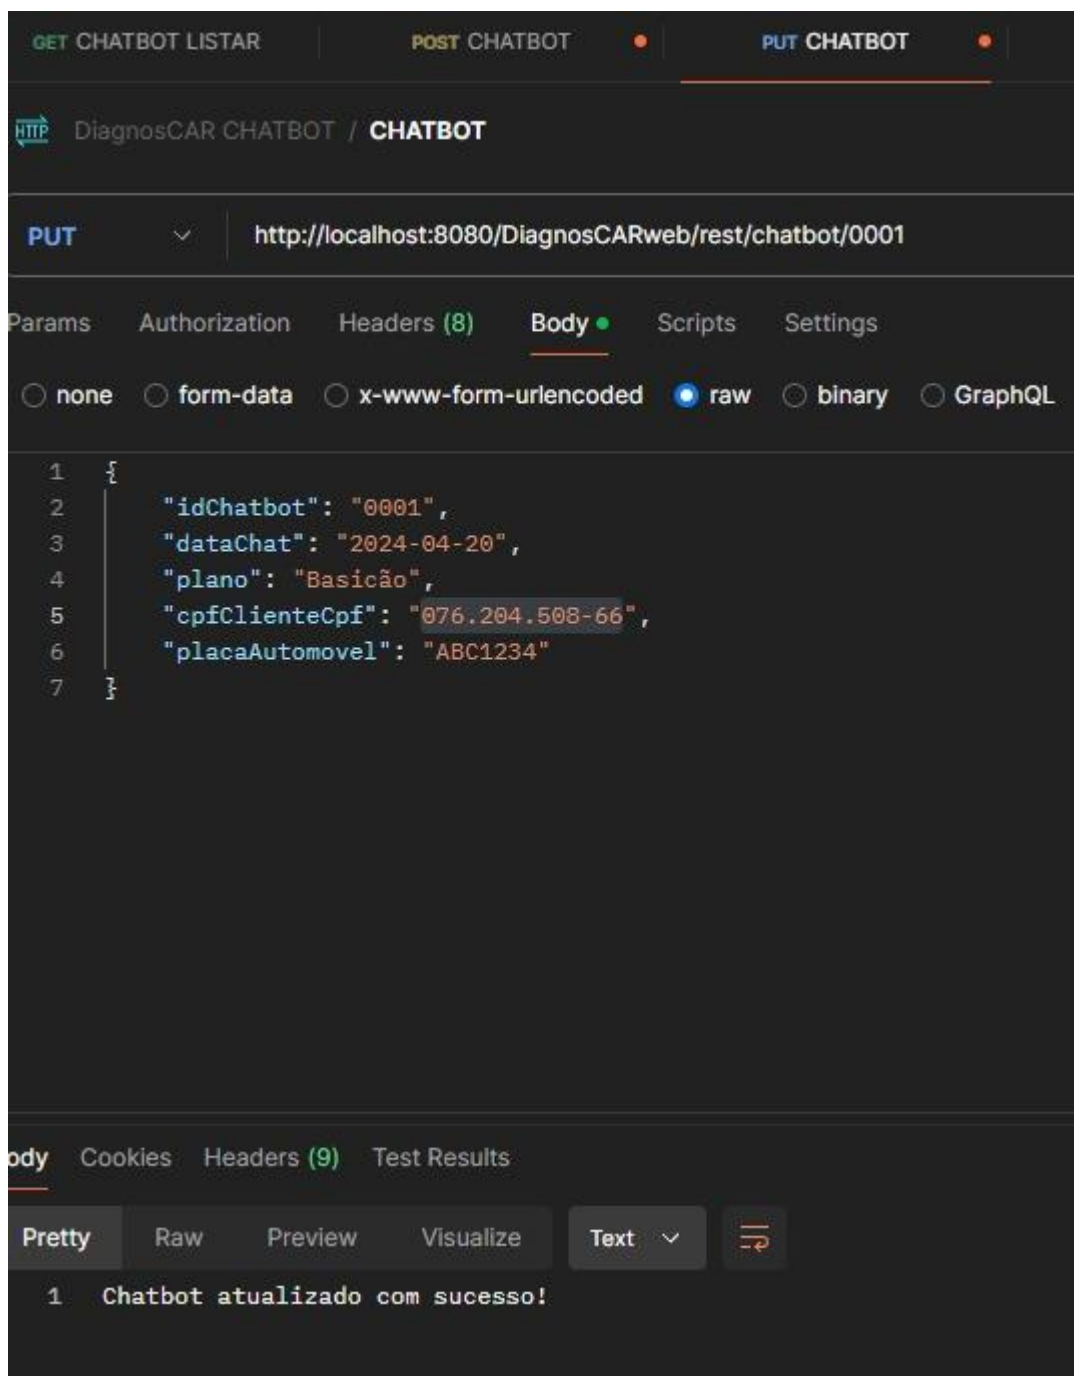 GET CHATBOT LISTAR POST CHATBOT PUT CHATBOT
HTTP DiagnosCAR CHATBOT / CHATBOT
PUT http://localhost:8080/DiagnosCARweb/rest/chatbot/0001
Params Authorization Headers (8) Body Scripts Settings
none form-data x-www-form-urlencoded raw binary GraphQL
1 {
2 "idChatbot": "0001",
3 "dataChat": "2024-04-20",
4 "plano": "Basicão",
5 "cpfClienteCpf": "076.204.508-66",
6 "placaAutomovel": "ABC1234"
7 }
ody Cookies Headers (9) Test Results
Pretty Raw Preview Visualize Text
1 Chatbot atualizado com sucesso!